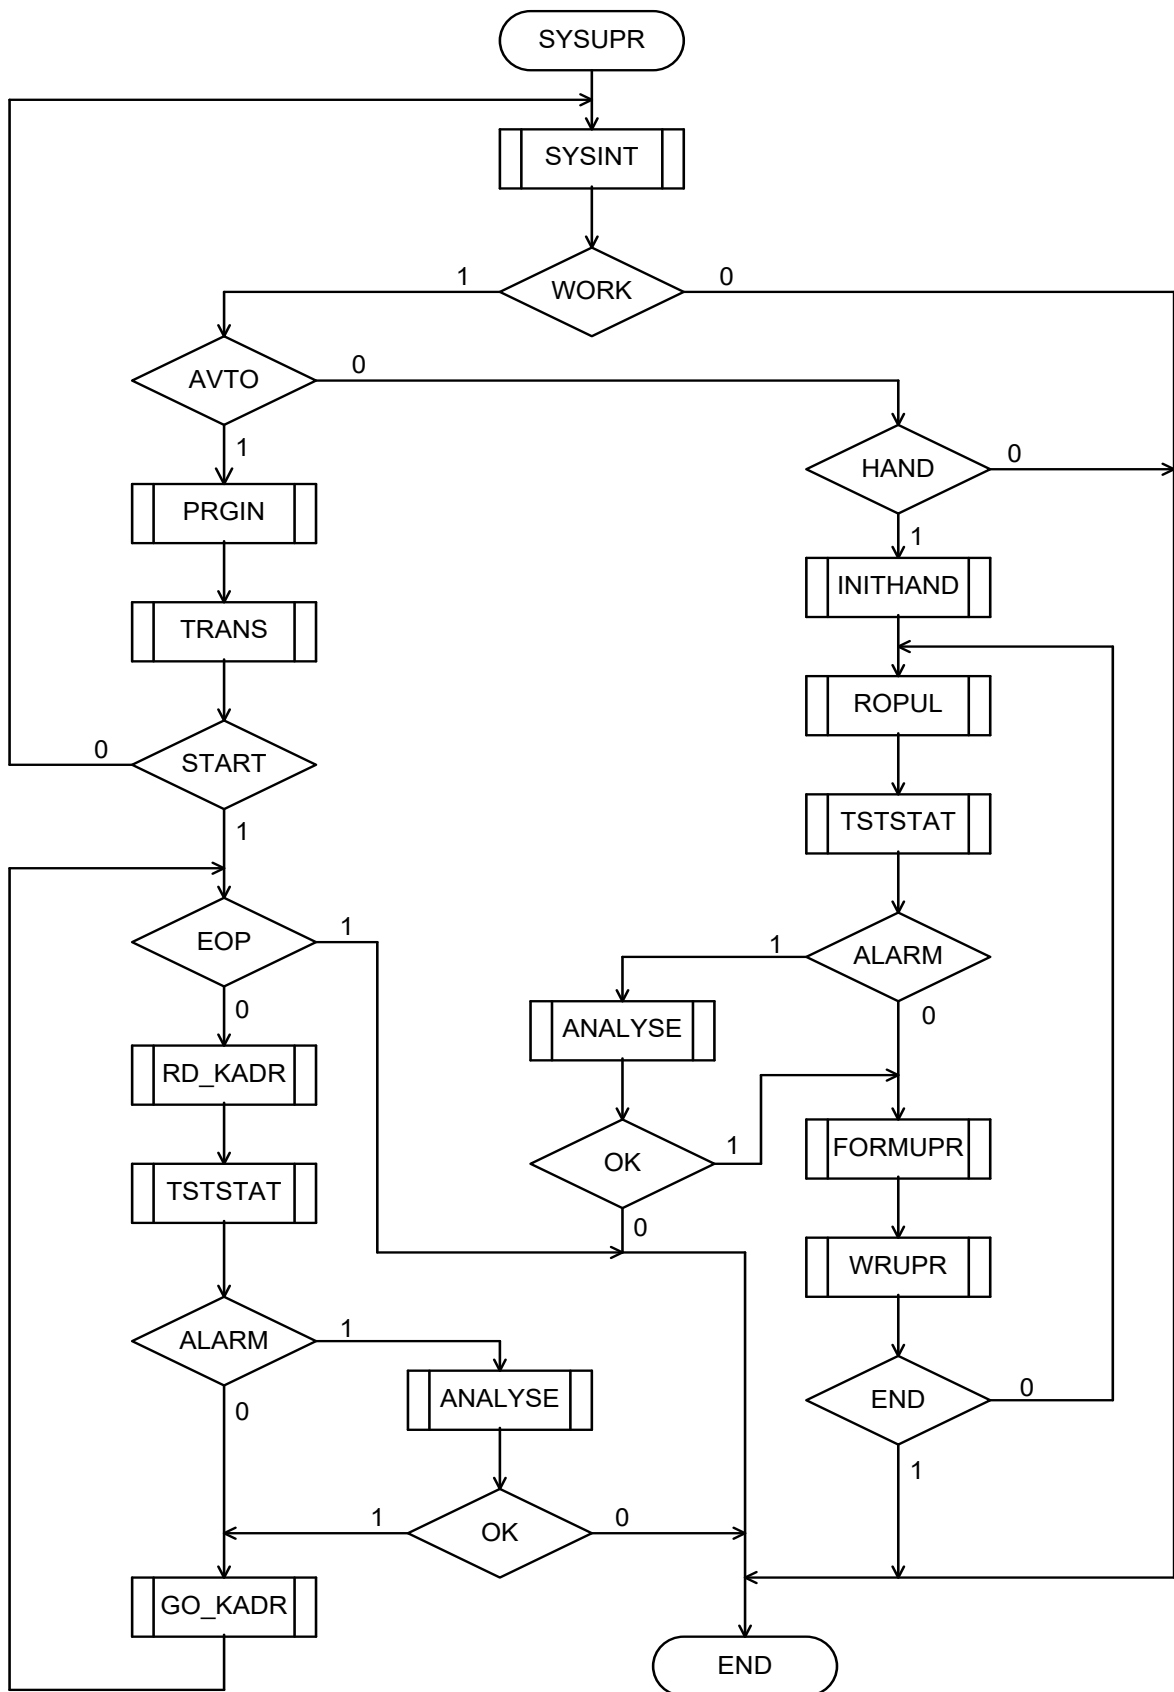 SYSUPR
SYSINT
1
WORK
0
AVTO
0
1
HAND
0
PRGIN
1
INITHAND
TRANS
ROPUL
0
START
TSTSTAT
1
EOP
1
1
ALARM
0
ANALYSE
0
RD_KADR
OK
1
FORMUPR
TSTSTAT
0
WRUPR
ALARM
1
ANALYSE
END
0
0
1
1
OK
0
GO_KADR
END